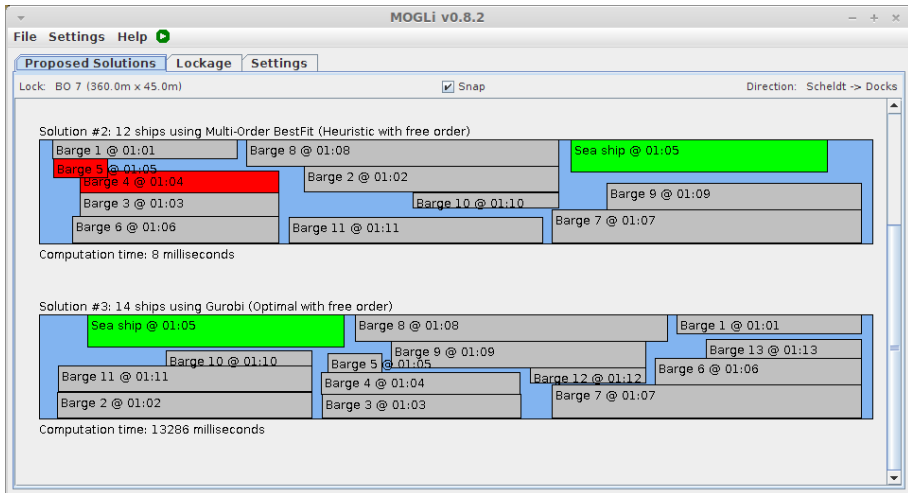 MOGLi v0.8.2
File Settings Help
Proposed Solutions Lockage Settings
Lock: BO 7 (360.0m x 45.0m) Snap Direction: Scheldt -> Docks
Solution #2: 12 ships using Multi-Order BestFit (Heuristic with free order)
Barge 1 @ 01:01 Barge 8 @ 01:08 Sea ship @ 01:05
Barge 5 @ 01:05
Barge 4 @ 01:04 Barge 2 @ 01:02
Barge 3 @ 01:03 Barge 10 @ 01:10 Barge 9 @ 01:09
Barge 6 @ 01:06 Barge 11 @ 01:11 Barge 7 @ 01:07
Computation time: 8 milliseconds
Solution #3: 14 ships using Gurobi (Optimal with free order)
Sea ship @ 01:05 Barge 8 @ 01:08 Barge 1 @ 01:01
Barge 10 @ 01:10 Barge 9 @ 01:09 Barge 13 @ 01:13
Barge 5 @ 01:05
Barge 11 @ 01:11 Barge 4 @ 01:04 Barge 12 @ 01:12 Barge 6 @ 01:06
Barge 2 @ 01:02 Barge 3 @ 01:03 Barge 7 @ 01:07
Computation time: 13286 milliseconds